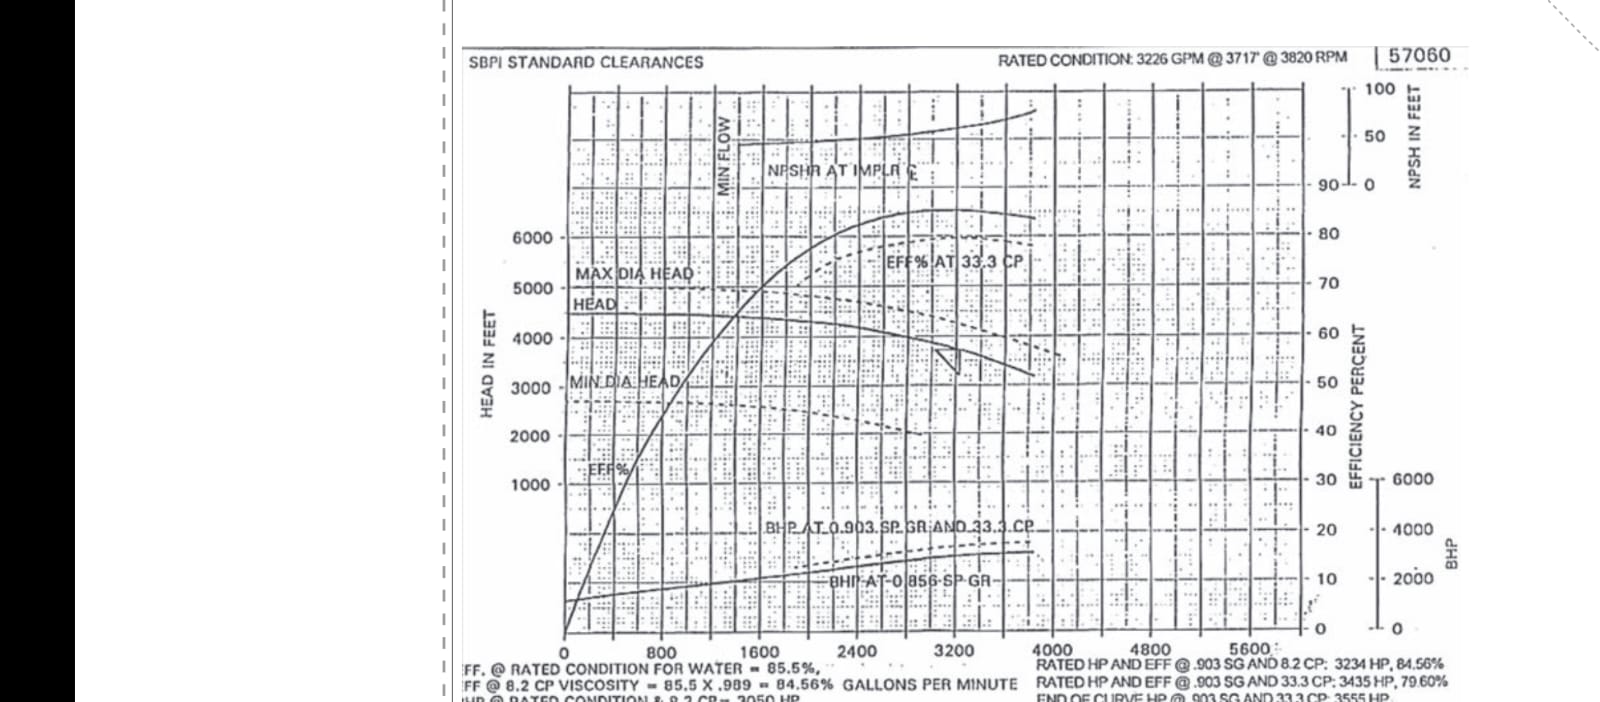 SBPI STANDARD CLEARANCES
RATED CONDITION: 3226 GPM @ 3717' @ 3820 RPM
57060
100
50
0
NPSH IN FEET
MIN FLOW
NPSHR AT IMPLR ℄
90
80
70
60
50
40
30
20
10
0
EFFICIENCY PERCENT
6000
5000
4000
3000
2000
1000
HEAD IN FEET
MAX DIA HEAD
HEAD
MIN DIA HEAD
EFF%
EFF% AT 33.3 CP
BHP AT 0.903 SP GR AND 33.3 CP
BHP AT 0.856 SP GR
6000
4000
2000
0
BHP
0 800 1600 2400 3200 4000 4800 5600
FF. @ RATED CONDITION FOR WATER = 85.5%,
FF @ 8.2 CP VISCOSITY = 85.5 X .989 = 84.56% GALLONS PER MINUTE
HP @ RATED CONDITION & 8.2 CP = 3050 HP
RATED HP AND EFF @ .903 SG AND 8.2 CP: 3234 HP, 84.56%
RATED HP AND EFF @ .903 SG AND 33.3 CP: 3435 HP, 79.60%
END OF CURVE HP @ .903 SG AND 33.3 CP: 3555 HP